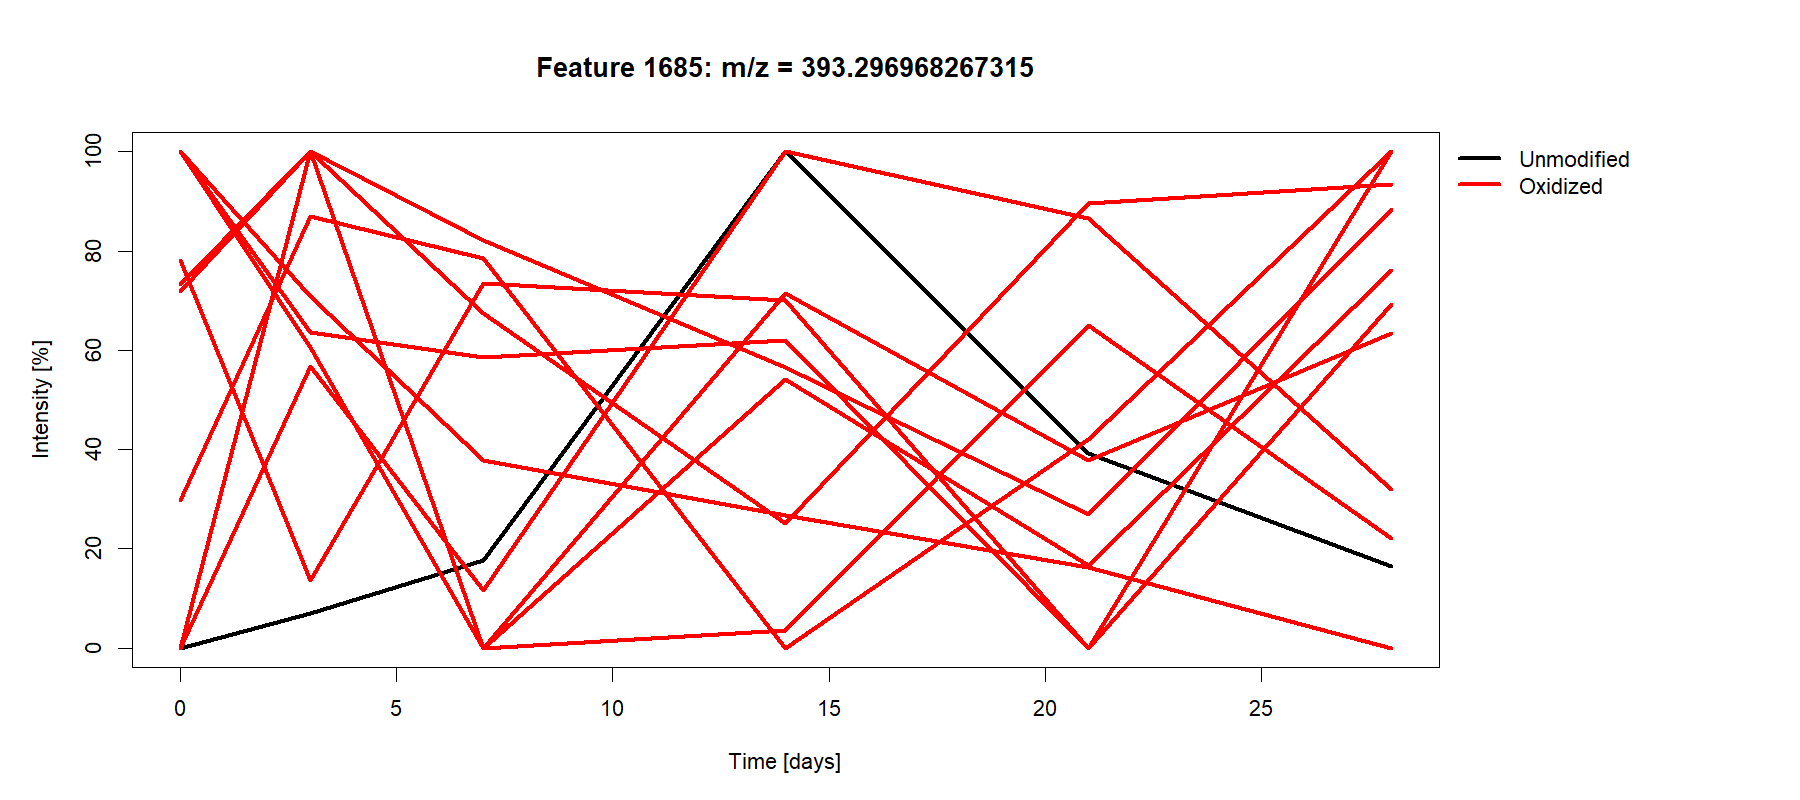 Feature 1685: m/z = 393.296968267315
Unmodified
Oxidized
Intensity [%]
100
80
60
40
20
0
0 5 10 15 20 25
Time [days]